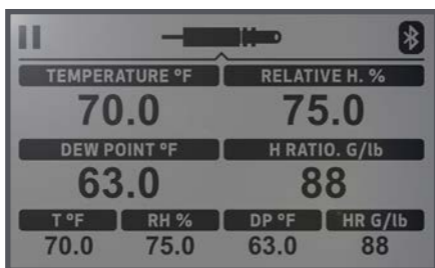 TEMPERATURE °F RELATIVE H. %
70.0 75.0
DEW POINT °F H RATIO. G/lb
63.0 88
T °F RH % DP °F HR G/lb
70.0 75.0 63.0 88